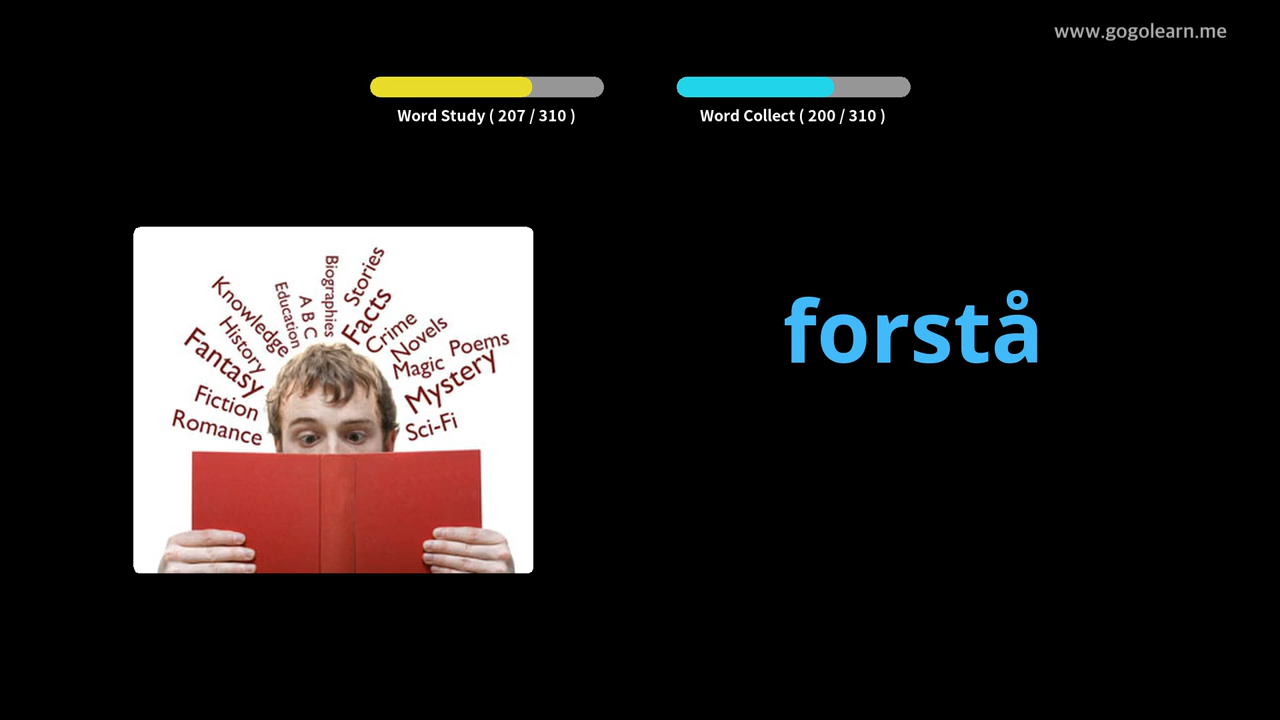 www.gogolearn.me
Word Study ( 207 / 310 )
Word Collect ( 200 / 310 )
Biographies
Stories
Knowledge
Education
A B C
Facts
History
Crime
Novels
Fantasy
Magic
Poems
Mystery
Fiction
Romance
Sci-Fi
forstå